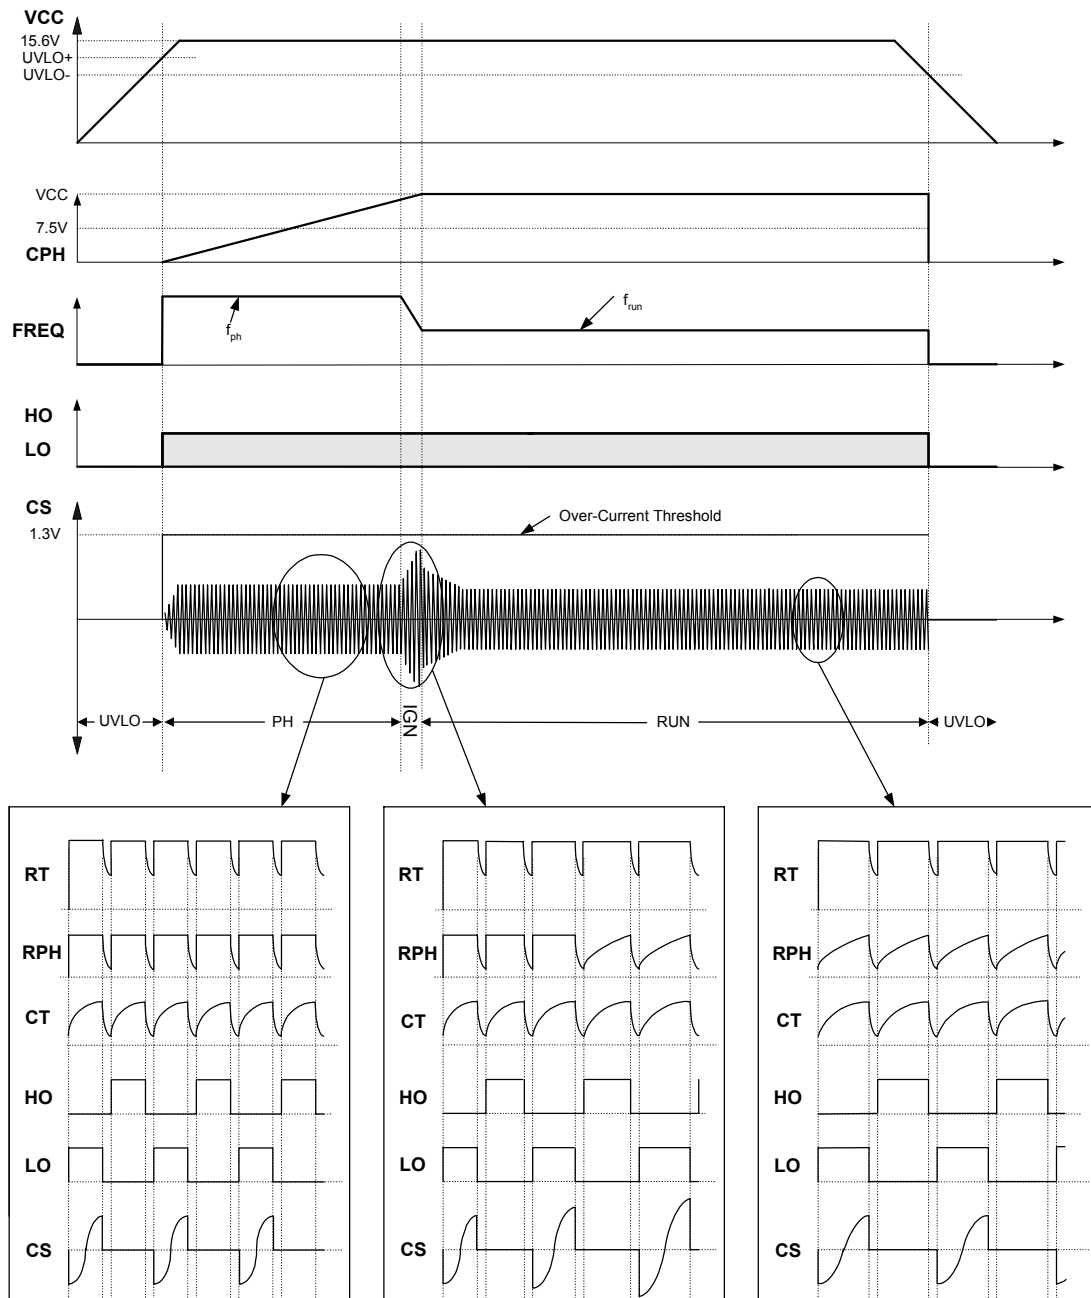 VCC
15.6V
UVLO+
UVLO-
VCC
7.5V
CPH
FREQ
fph
frun
HO
LO
CS
1.3V
Over-Current Threshold
UVLO
PH
IGN
RUN
UVLO
RT
RPH
CT
HO
LO
CS
RT
RPH
CT
HO
LO
CS
RT
RPH
CT
HO
LO
CS